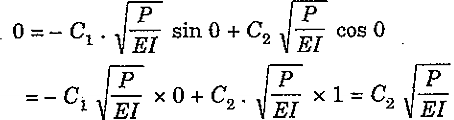 0 = – C₁ . √(P/EI) sin 0 + C₂ √(P/EI) cos 0
= – C₁ √(P/EI) × 0 + C₂ . √(P/EI) × 1 = C₂ √(P/EI)